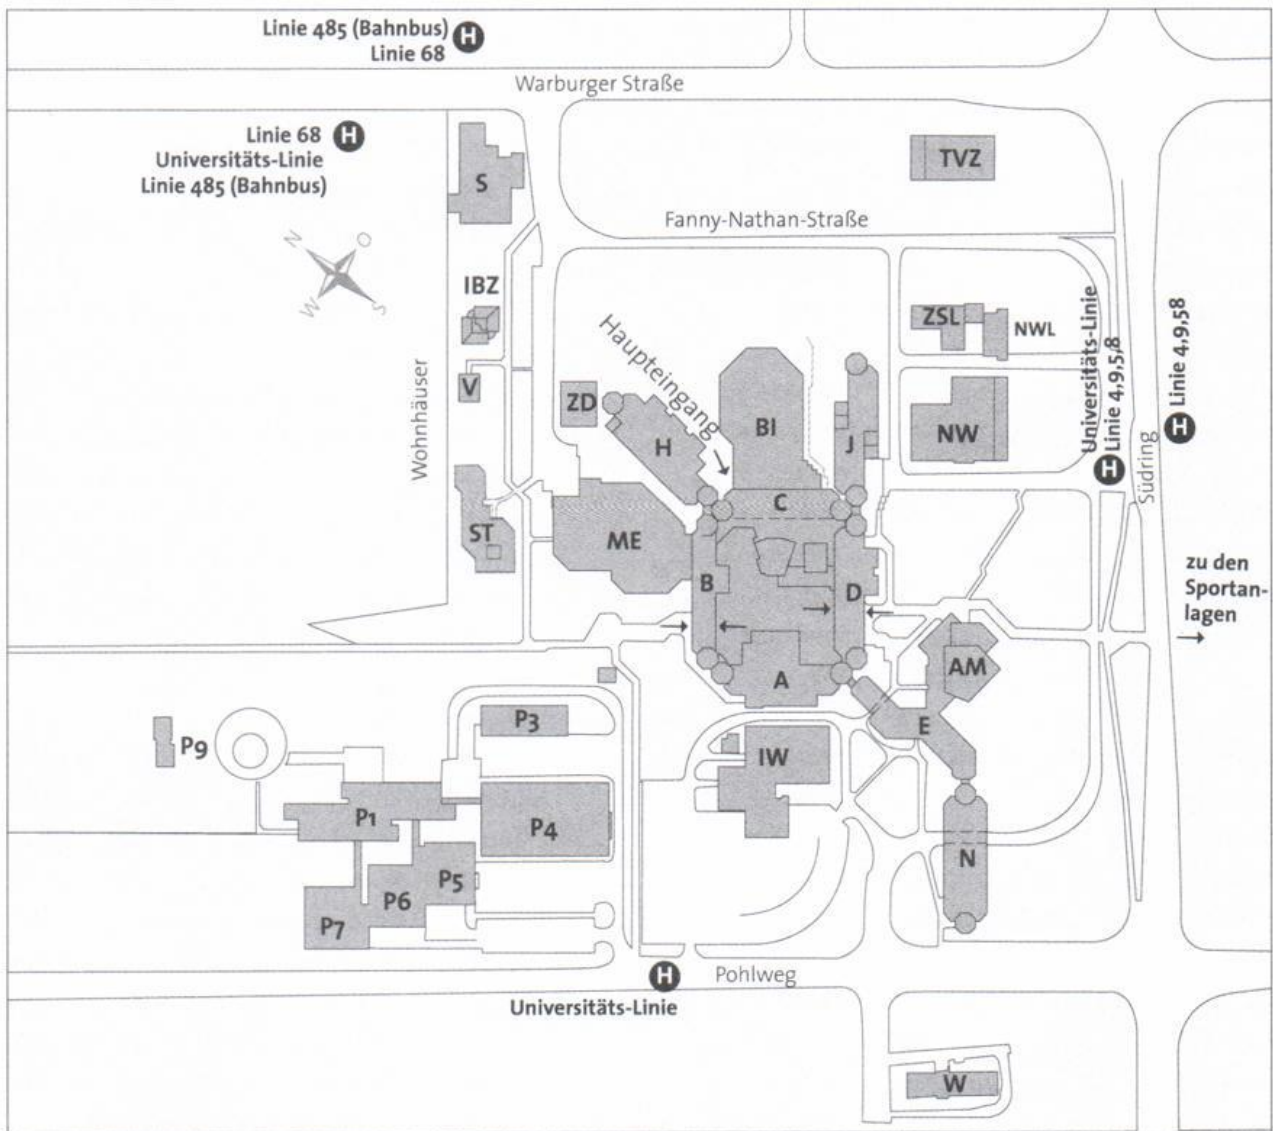 Linie 485 (Bahnbus)
Linie 68
H
Warburger Straße
Linie 68
H
Universitäts-Linie
Linie 485 (Bahnbus)
S
TVZ
Fanny-Nathan-Straße
N
O
W
S
IBZ
ZSL
NWL
Universitäts-Linie
Linie 4,9,5,8
H
Linie 4,9,58
H
Südring
Haupteingang
Wohnhäuser
V
ZD
H
BI
J
NW
C
ST
ME
B
D
zu den
Sportan-
lagen
AM
A
E
P3
P9
IW
P1
P4
N
P5
P6
P7
H
Pohlweg
Universitäts-Linie
W